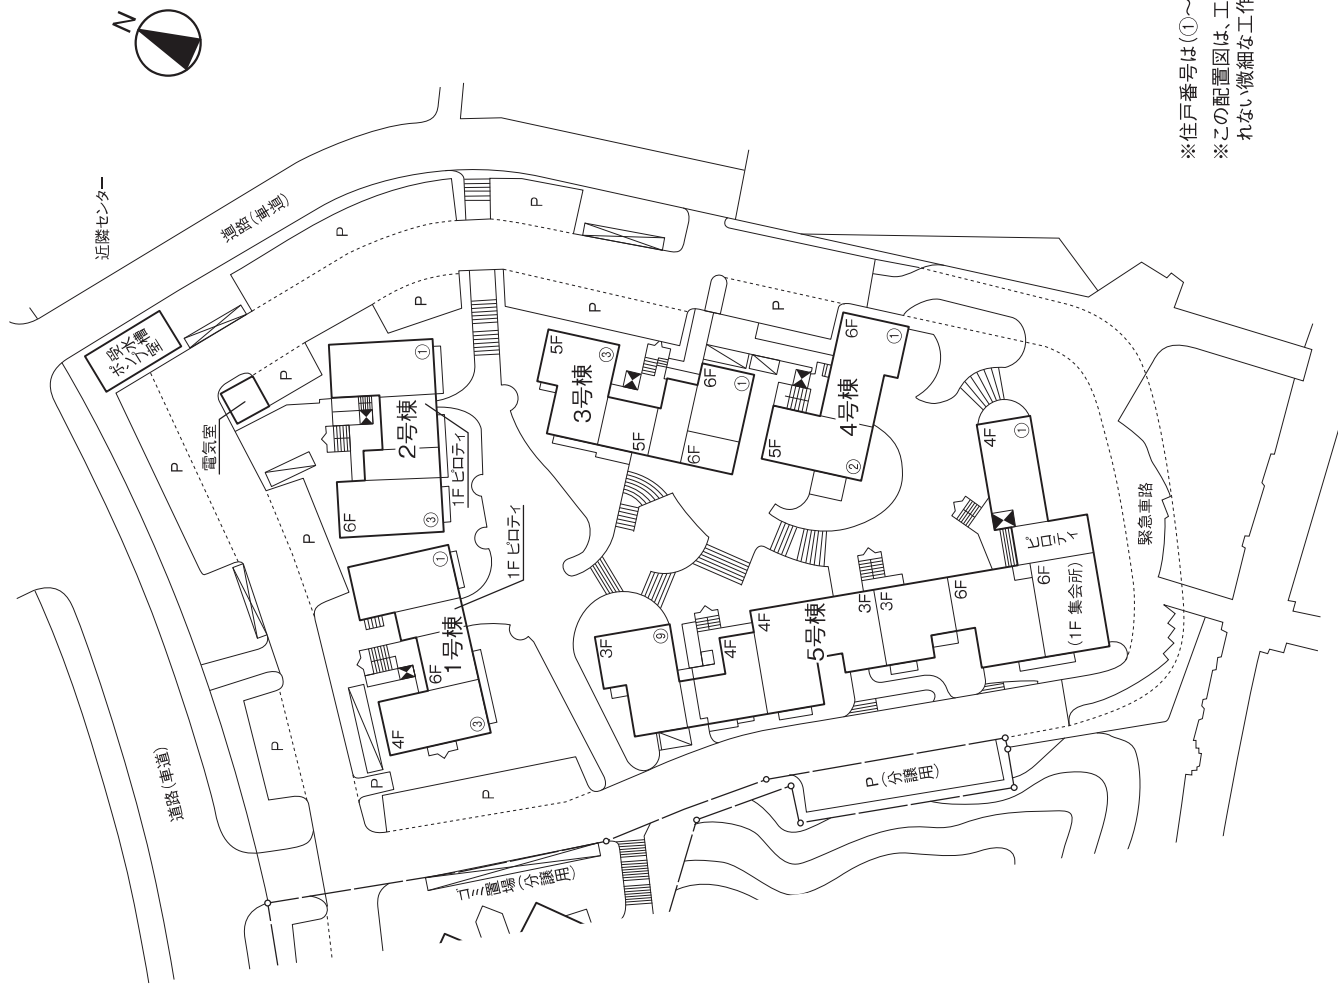 N
近隣センター
道路(車道)
※住戸番号は(①~
※この配置図は、工
れない微細な工作
P
P
受水槽
ポンプ室
P
P
P
電気室
P
P
①
2号棟
1F ピロティ
6F
③
5F
③
3号棟
5F
6F
①
6F
6F
①
4号棟
5F
②
4F
①
ピロティ
緊急車路
P
①
1F ピロティ
1号棟
6F
4F
③
3F
⑨
4F
4F
5号棟
3F
3F
6F
6F
(1F 集会所)
P
P
P
道路(車道)
P(分譲用)
ゴミ置場(分譲用)